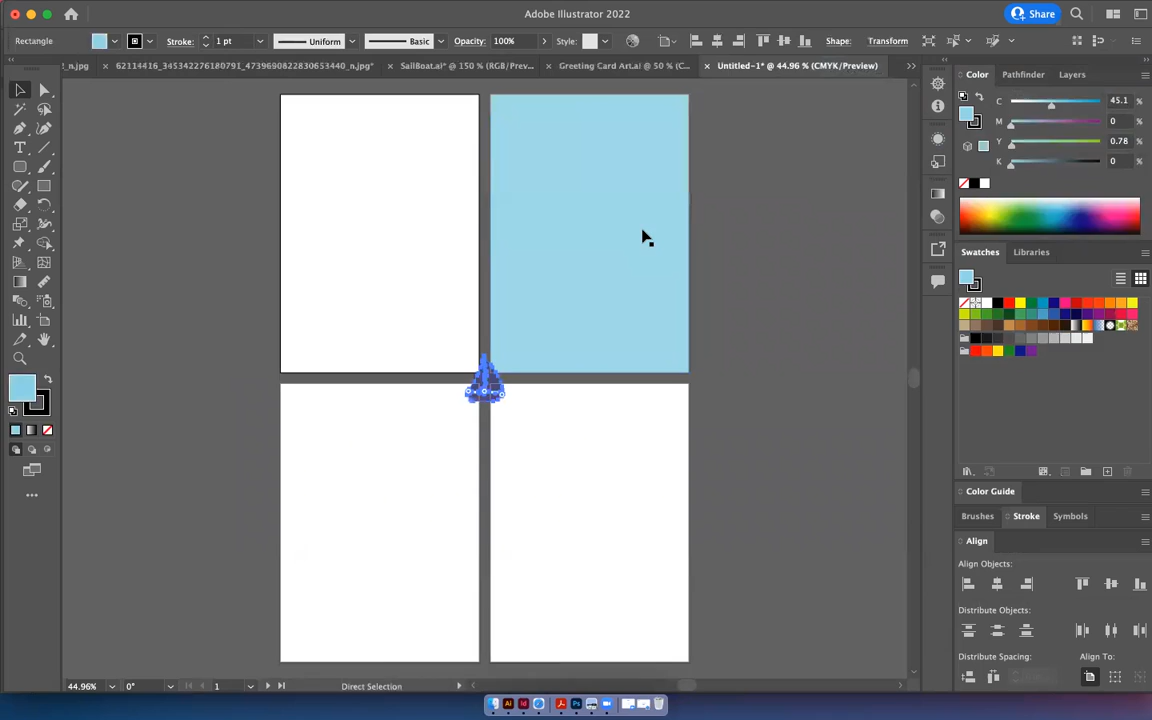 Adobe Illustrator 2022
Share
Rectangle
Stroke:
1 pt
Uniform
Basic
Opacity:
100%
Style:
Shape:
Transform
_n.jpg
62114416_345342276180791_4739690822830653440_n.jpg*
SailBoat.ai* @ 150 % (RGB/Prev...
Greeting Card Art.ai @ 50 % (C...
Untitled-1* @ 44.96 % (CMYK/Preview)
Color
Pathfinder
Layers
C
45.1
%
M
0
%
Y
0.78
%
K
0
%
Swatches
Libraries
Color Guide
Brushes
Stroke
Symbols
Align
Align Objects:
Distribute Objects:
Distribute Spacing:
Align To:
44.96%
0°
1
Direct Selection